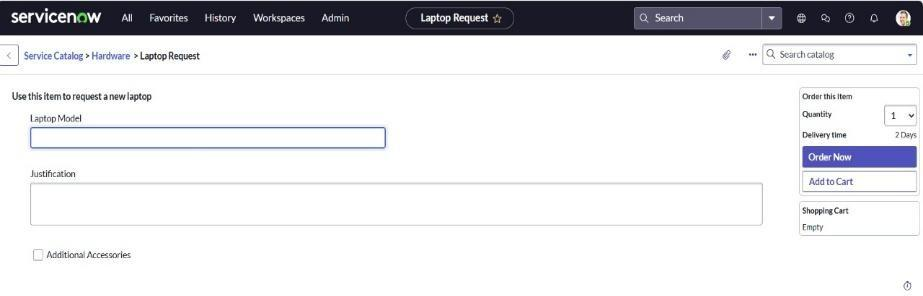 servicenow All Favorites History Workspaces Admin Laptop Request Search
Service Catalog > Hardware > Laptop Request Search catalog
Use this item to request a new laptop
Laptop Model
Justification
Additional Accessories
Order this Item
Quantity 1
Delivery time 2 Days
Order Now
Add to Cart
Shopping Cart
Empty